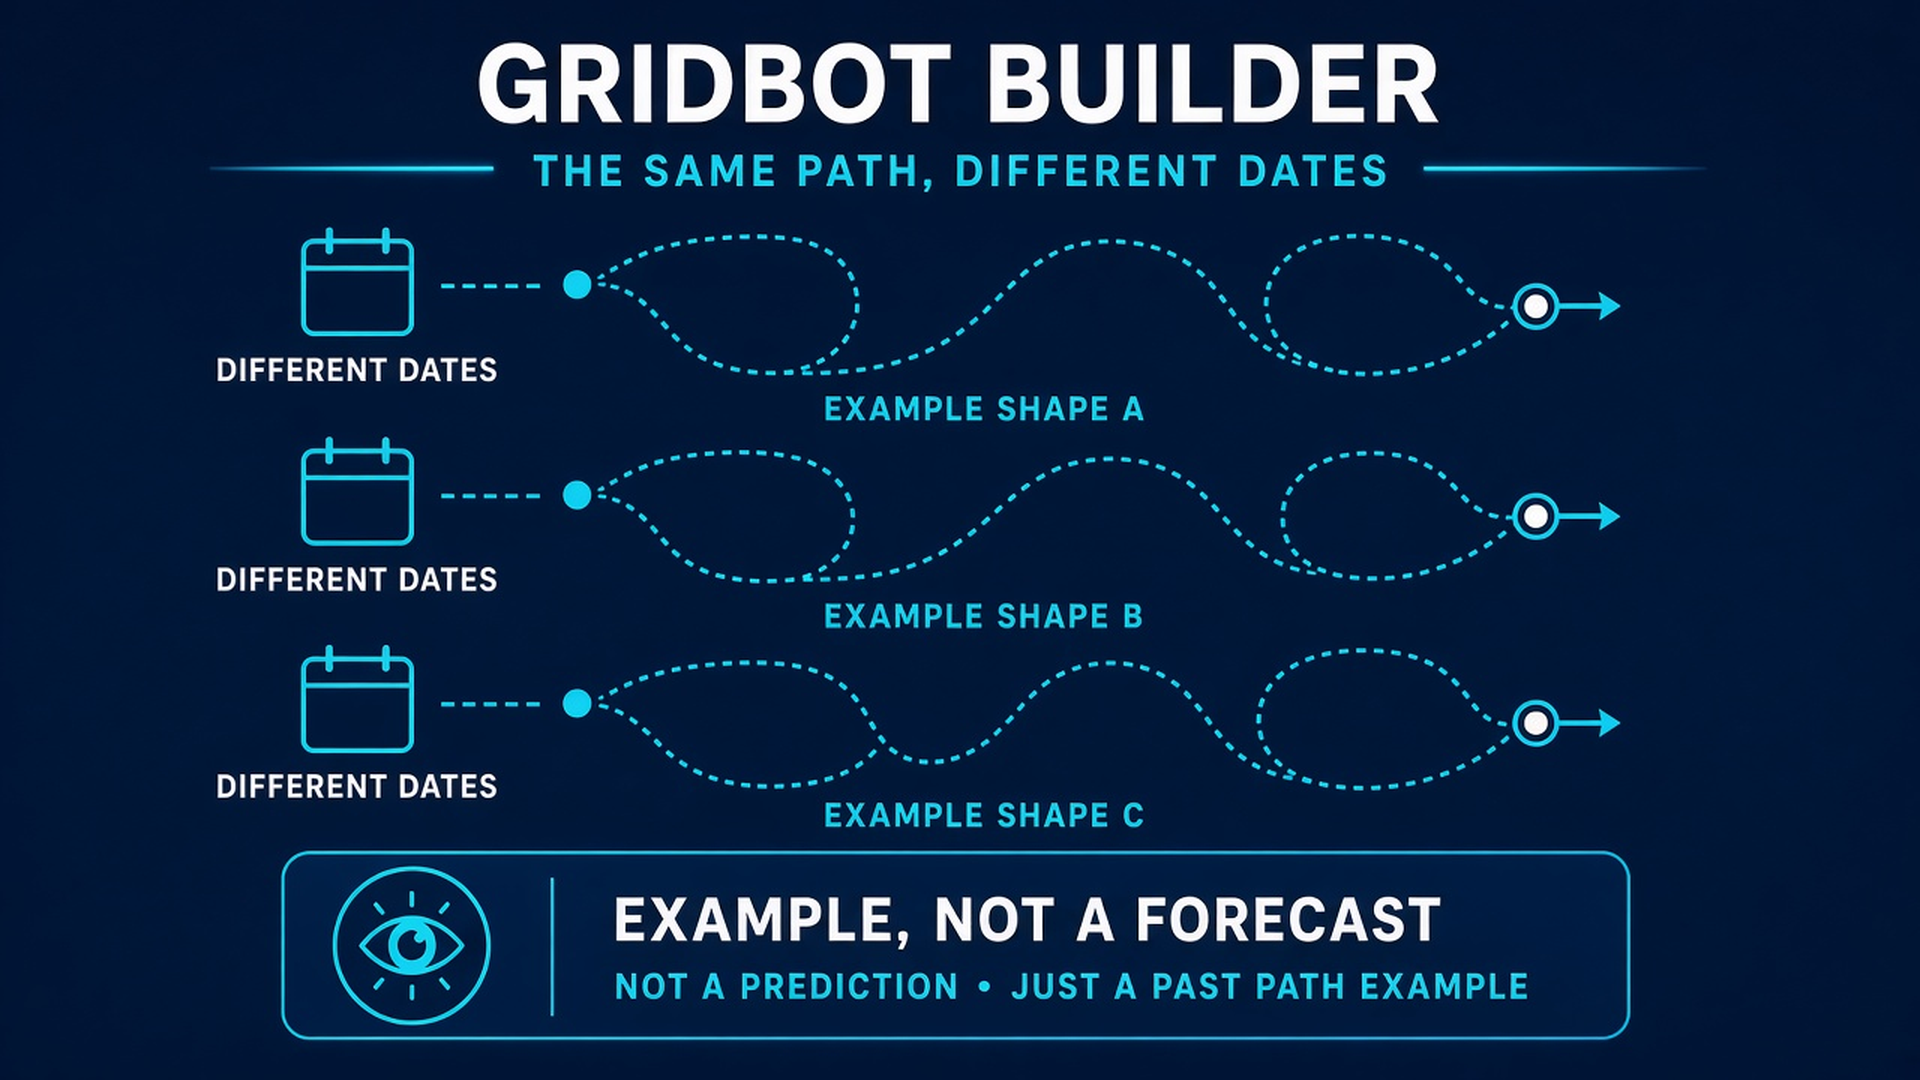 GRIDBOT BUILDER
THE SAME PATH, DIFFERENT DATES
DIFFERENT DATES
EXAMPLE SHAPE A
DIFFERENT DATES
EXAMPLE SHAPE B
DIFFERENT DATES
EXAMPLE SHAPE C
EXAMPLE, NOT A FORECAST
NOT A PREDICTION • JUST A PAST PATH EXAMPLE